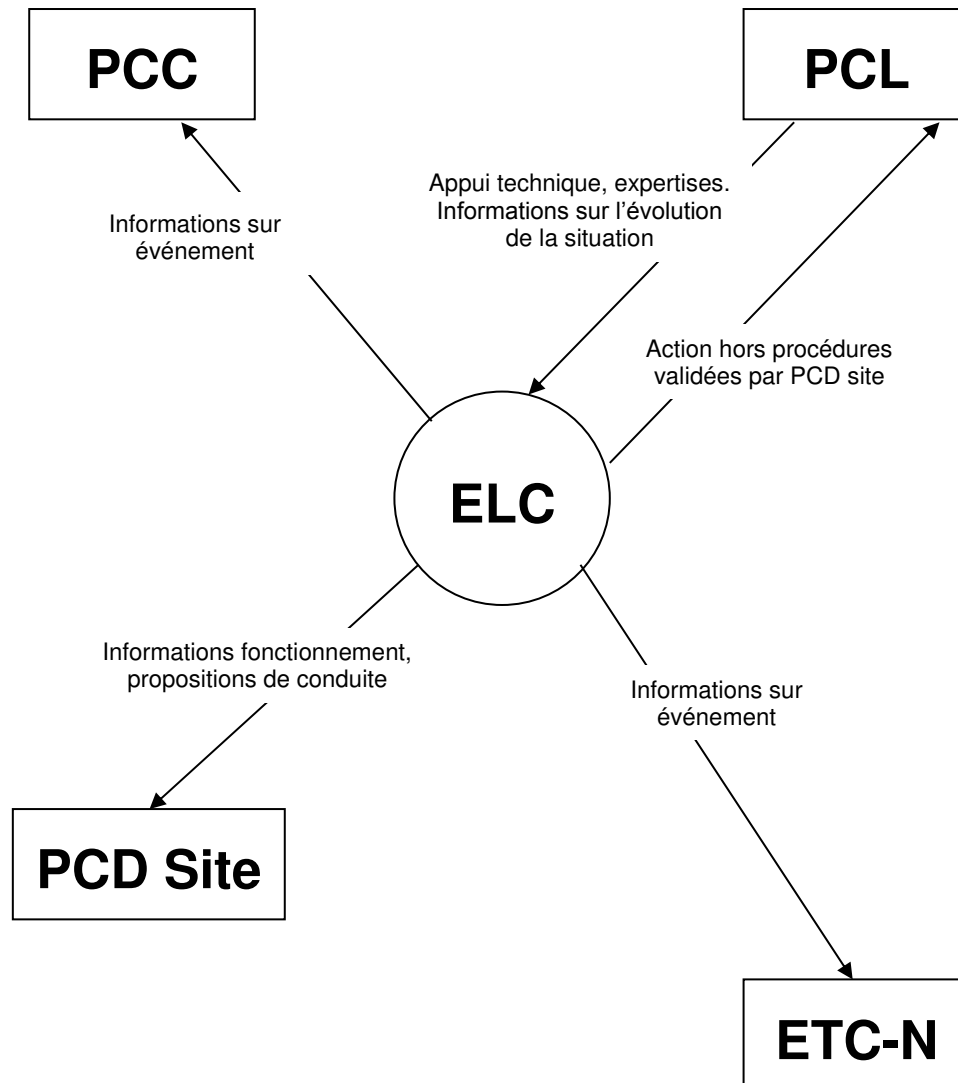 PCC
PCL
Appui technique, expertises.
Informations sur l'évolution
de la situation
Informations sur
événement
Action hors procédures
validées par PCD site
ELC
Informations fonctionnement,
propositions de conduite
Informations sur
événement
PCD Site
ETC-N